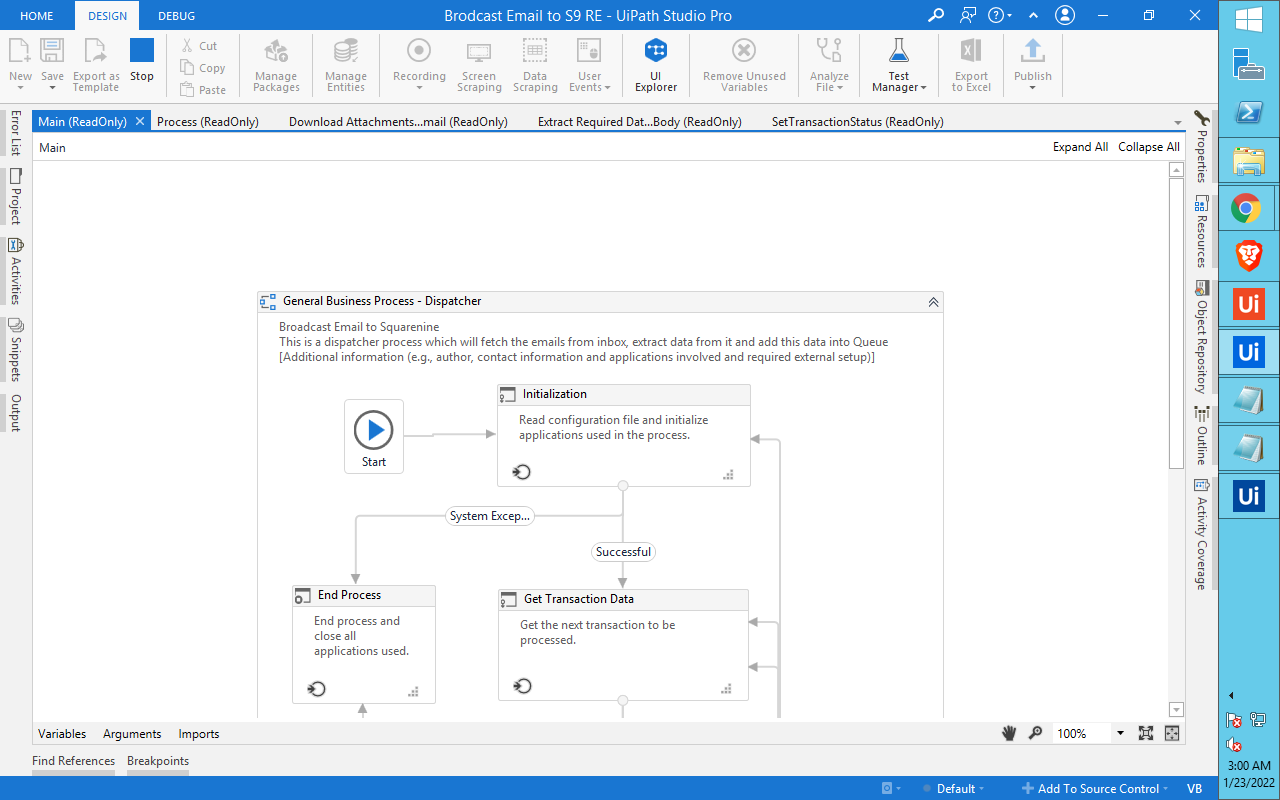 HOME
DESIGN
DEBUG
Brodcast Email to S9 RE - UiPath Studio Pro
New
Save
Export as
Template
Stop
Cut
Copy
Paste
Manage
Packages
Manage
Entities
Recording
Screen
Scraping
Data
Scraping
User
Events
UI
Explorer
Remove Unused
Variables
Analyze
File
Test
Manager
Export
to Excel
Publish
Error List
Project
Activities
Snippets
Output
Main (ReadOnly)
Process (ReadOnly)
Download Attachments...mail (ReadOnly)
Extract Required Dat...Body (ReadOnly)
SetTransactionStatus (ReadOnly)
Main
Expand All
Collapse All
General Business Process - Dispatcher
Broadcast Email to Squarenine
This is a dispatcher process which will fetch the emails from inbox, extract data from it and add this data into Queue
[Additional information (e.g., author, contact information and applications involved and required external setup)]
Start
Initialization
Read configuration file and initialize
applications used in the process.
System Excep...
Successful
End Process
End process and
close all
applications used.
Get Transaction Data
Get the next transaction to be
processed.
Variables
Arguments
Imports
100%
Find References
Breakpoints
Default
Add To Source Control
VB
Properties
Resources
Object Repository
Outline
Activity Coverage
Ui
Ui
Ui
3:00 AM
1/23/2022